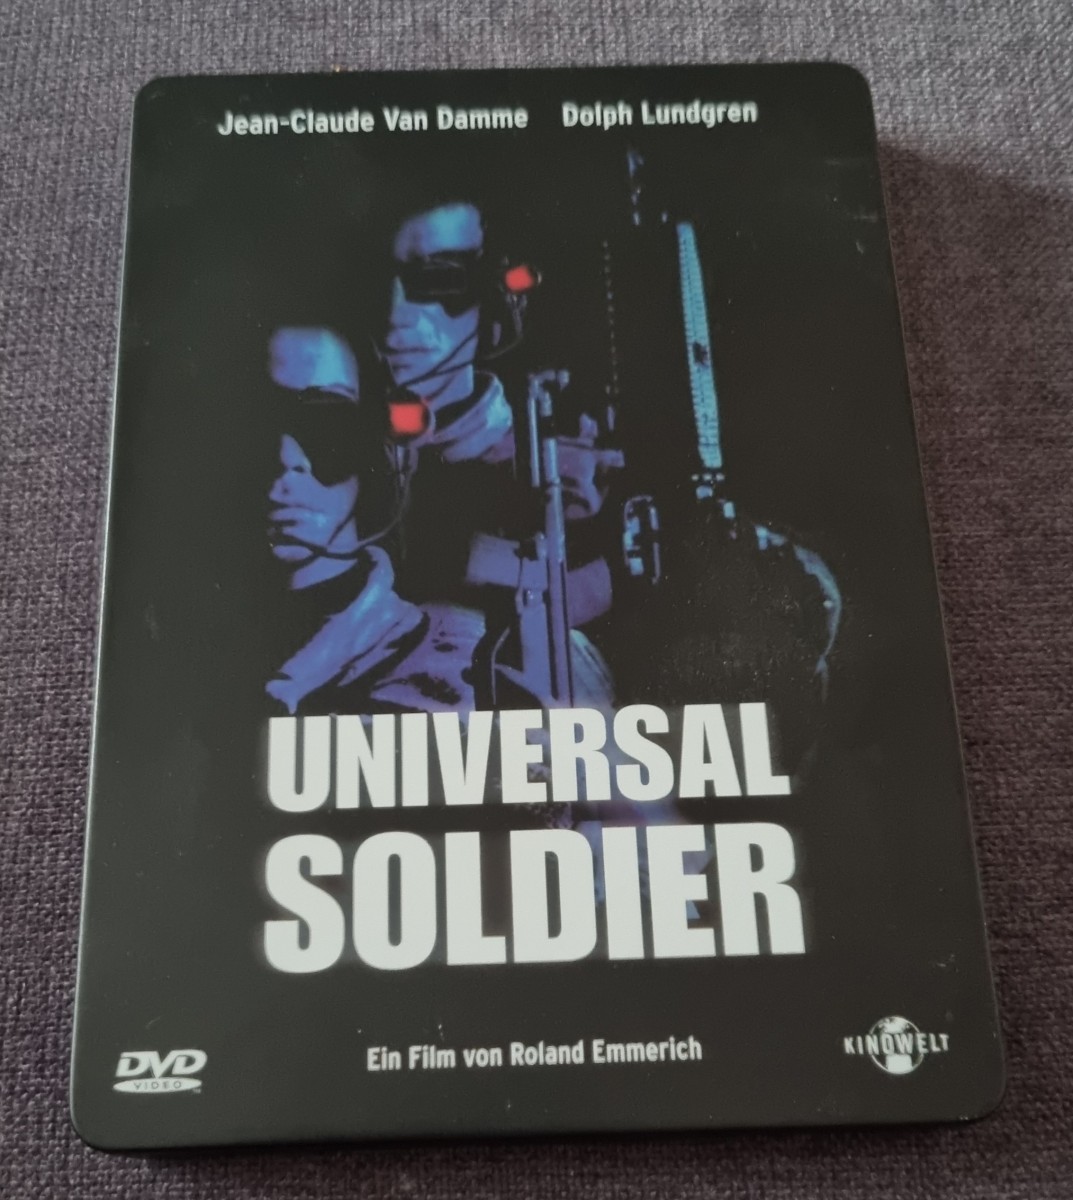 Jean-Claude Van Damme Dolph Lundgren
UNIVERSAL
SOLDIER
Ein Film von Roland Emmerich
DVD
VIDEO
KINOWELT